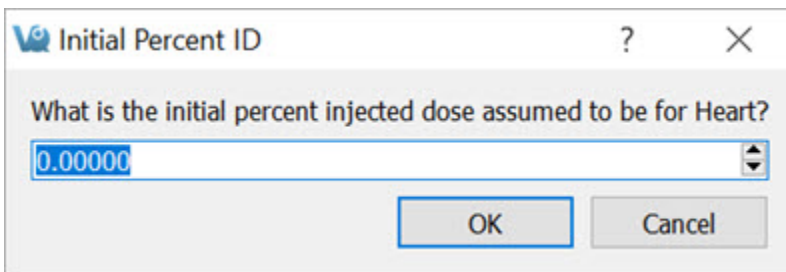 Initial Percent ID ?
What is the initial percent injected dose assumed to be for Heart?
0.00000
OK Cancel